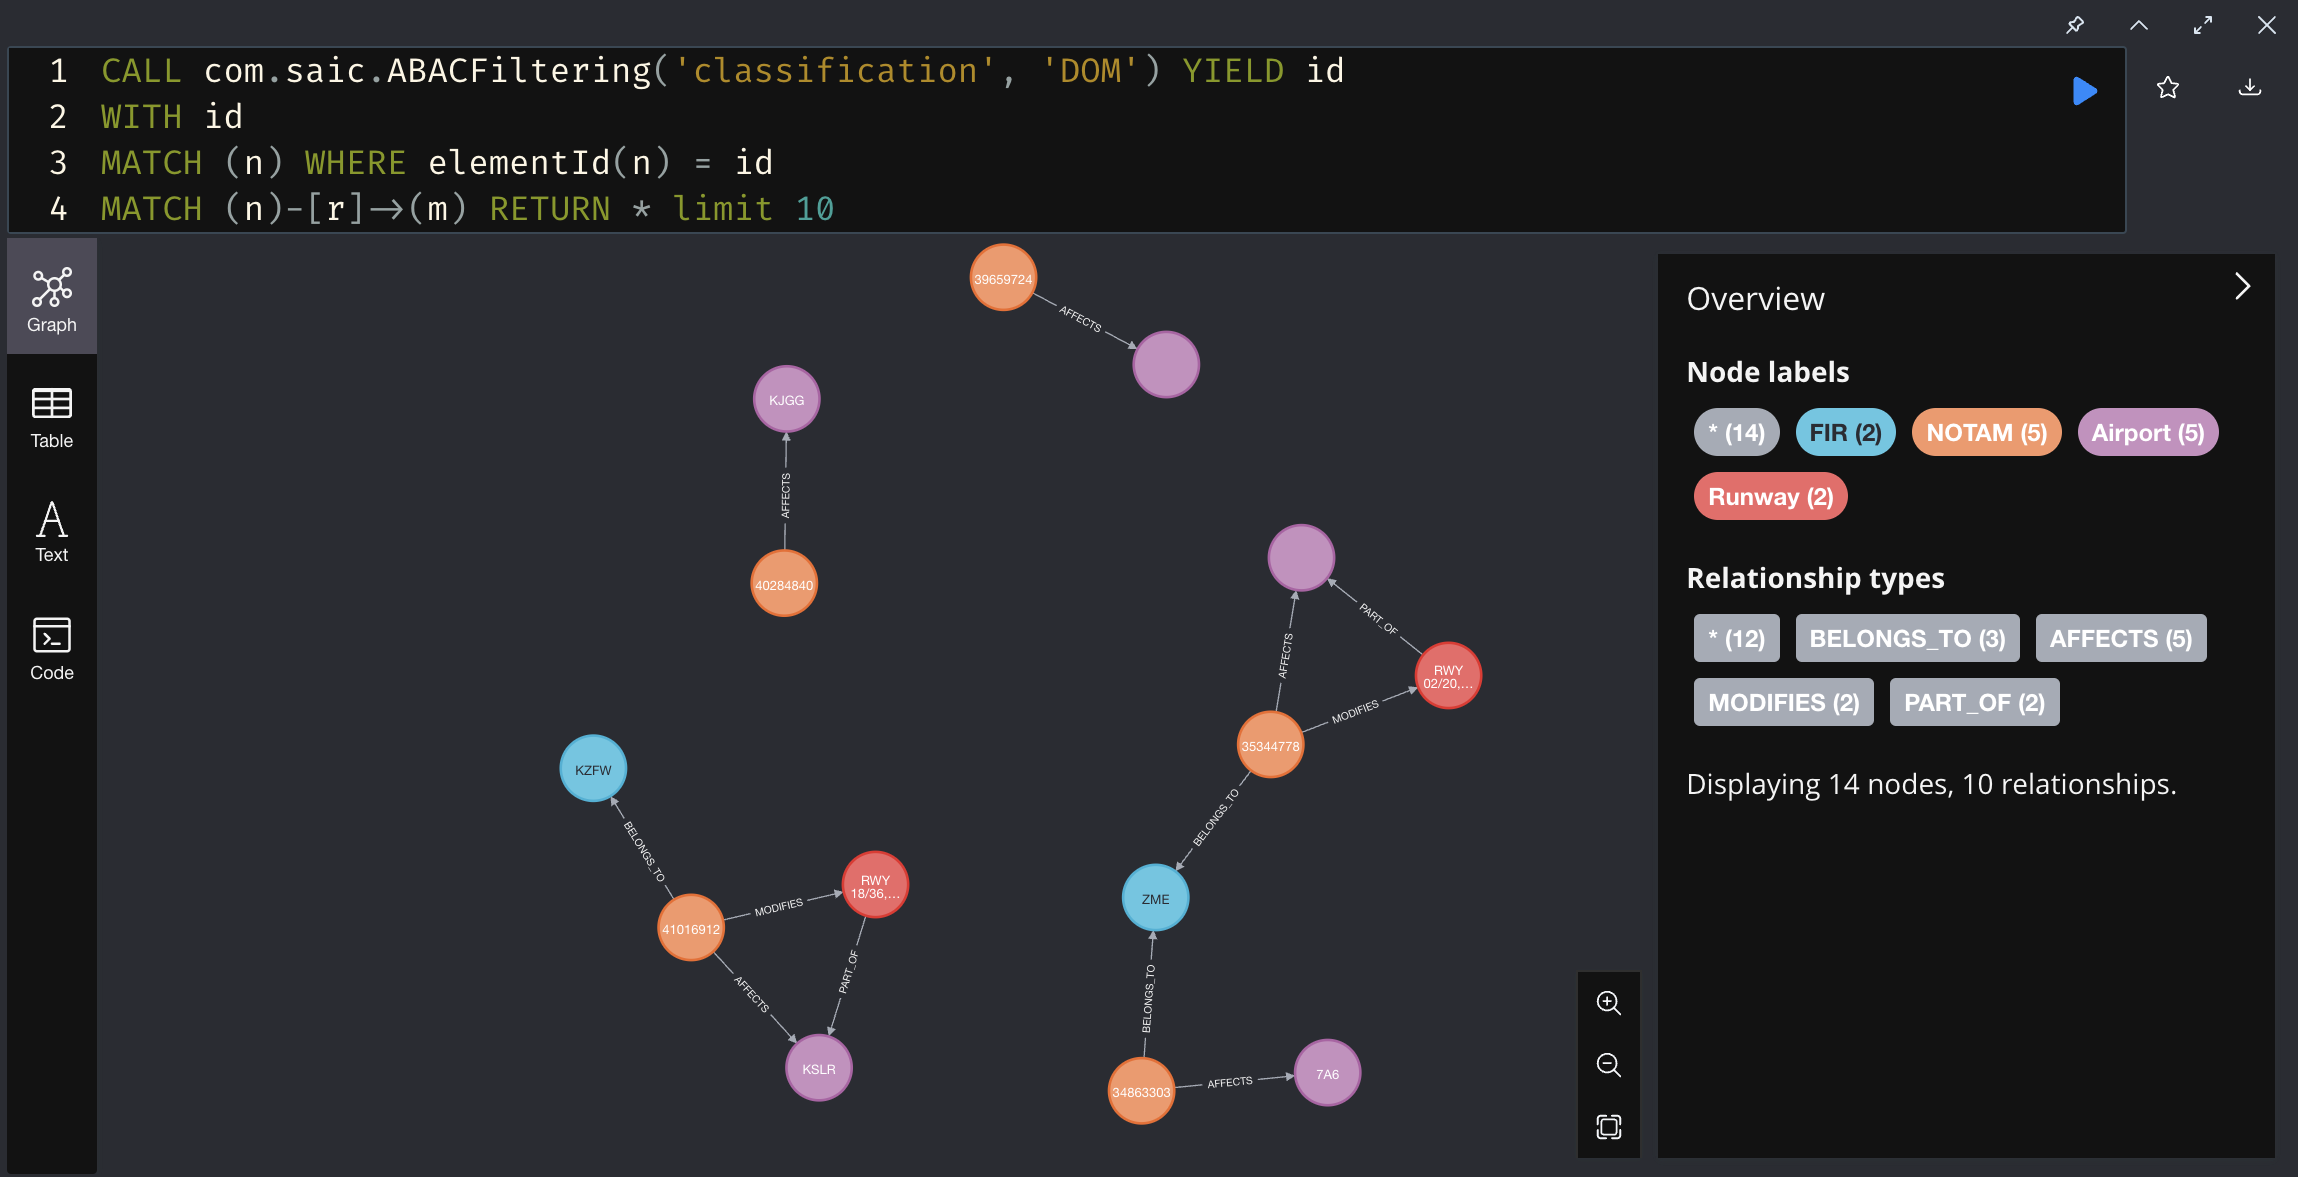 1 CALL com.saic.ABACFiltering('classification', 'DOM') YIELD id
2 WITH id
3 MATCH (n) WHERE elementId(n) = id
4 MATCH (n)-[r]->(m) RETURN * limit 10
Graph
Table
Text
Code
39659724
AFFECTS
KJGG
AFFECTS
40284840
PART_OF
AFFECTS
RWY
02/20,...
MODIFIES
35344778
BELONGS_TO
ZME
BELONGS_TO
34863303
AFFECTS
7A6
KZFW
BELONGS_TO
RWY
18/36,...
MODIFIES
41016912
AFFECTS
PART_OF
KSLR
Overview
Node labels
* (14) FIR (2) NOTAM (5) Airport (5)
Runway (2)
Relationship types
* (12) BELONGS_TO (3) AFFECTS (5)
MODIFIES (2) PART_OF (2)
Displaying 14 nodes, 10 relationships.